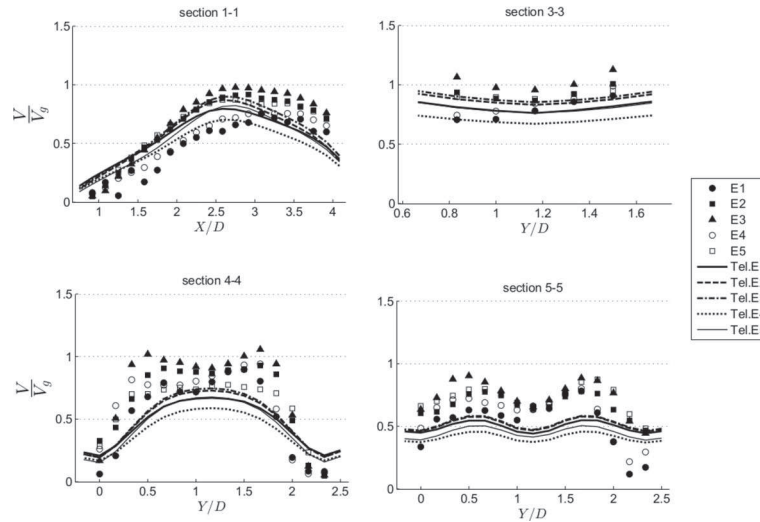 section 1-1
section 3-3
1.5
1
0.5
0
V
Vg
1 1.5 2 2.5 3 3.5 4
X/D
1.5
1
0.5
0
0.6 0.8 1 1.2 1.4 1.6
Y/D
E1
E2
E3
E4
E5
Tel.E
Tel.E
Tel.E
Tel.E
Tel.E
section 4-4
section 5-5
1.5
1
0.5
0
V
Vg
0 0.5 1 1.5 2 2.5
Y/D
1.5
1
0.5
0
0 0.5 1 1.5 2 2.5
Y/D